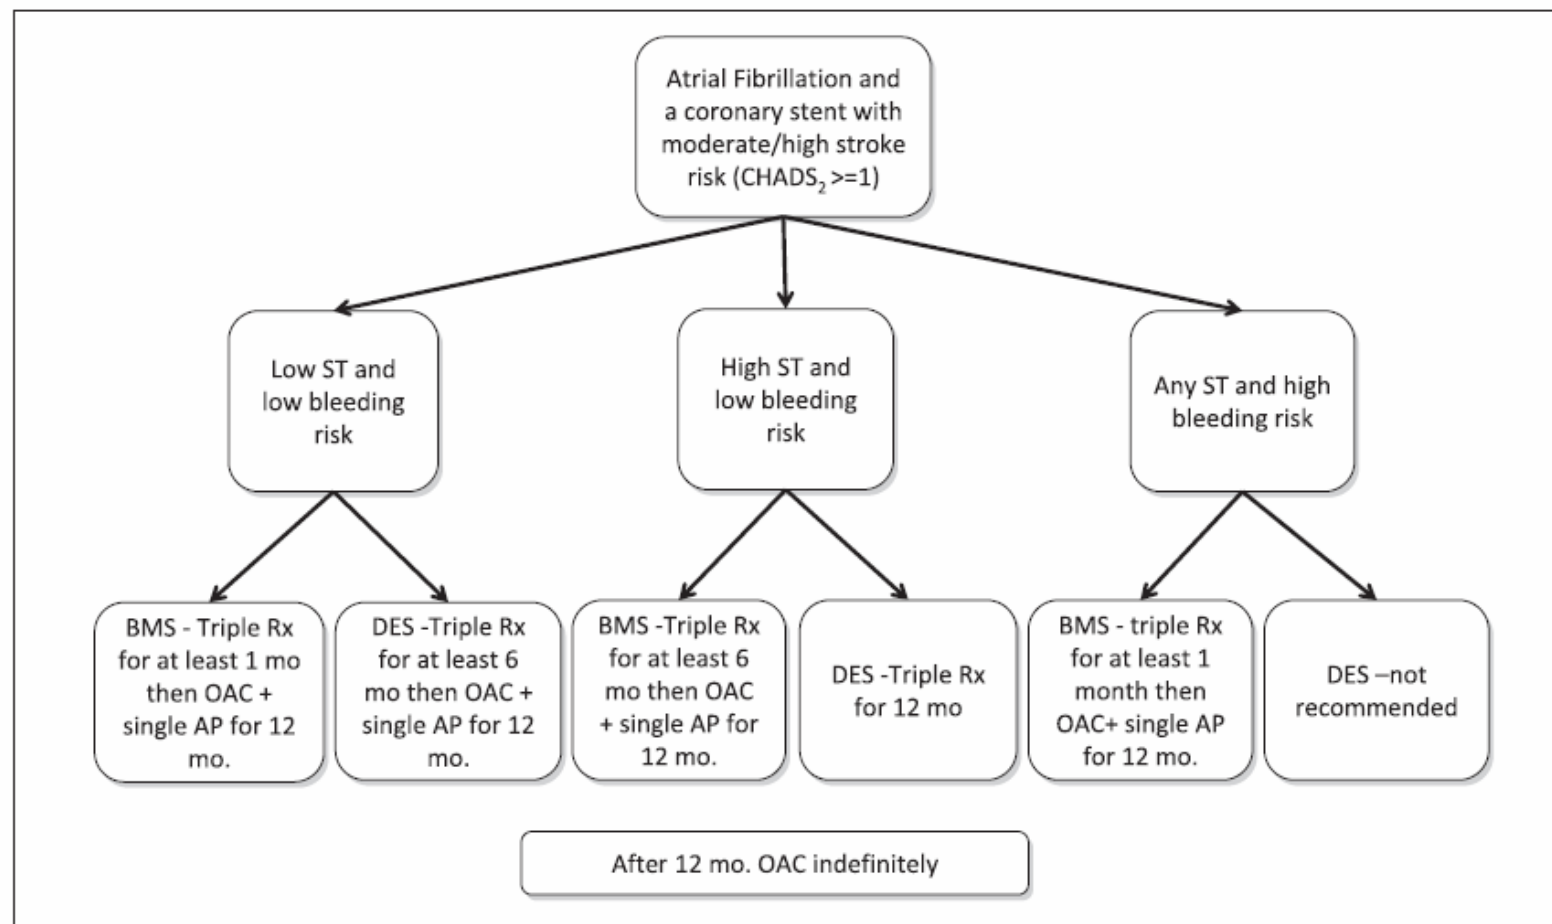 Atrial Fibrillation and
a coronary stent with
moderate/high stroke
risk (CHADS₂ >=1)
Low ST and
low bleeding
risk
High ST and
low bleeding
risk
Any ST and high
bleeding risk
BMS - Triple Rx
for at least 1 mo
then OAC +
single AP for 12
mo.
DES -Triple Rx
for at least 6
mo then OAC +
single AP for 12
mo.
BMS -Triple Rx
for at least 6
mo then OAC
+ single AP for
12 mo.
DES -Triple Rx
for 12 mo
BMS - triple Rx
for at least 1
month then
OAC+ single AP
for 12 mo.
DES –not
recommended
After 12 mo. OAC indefinitely